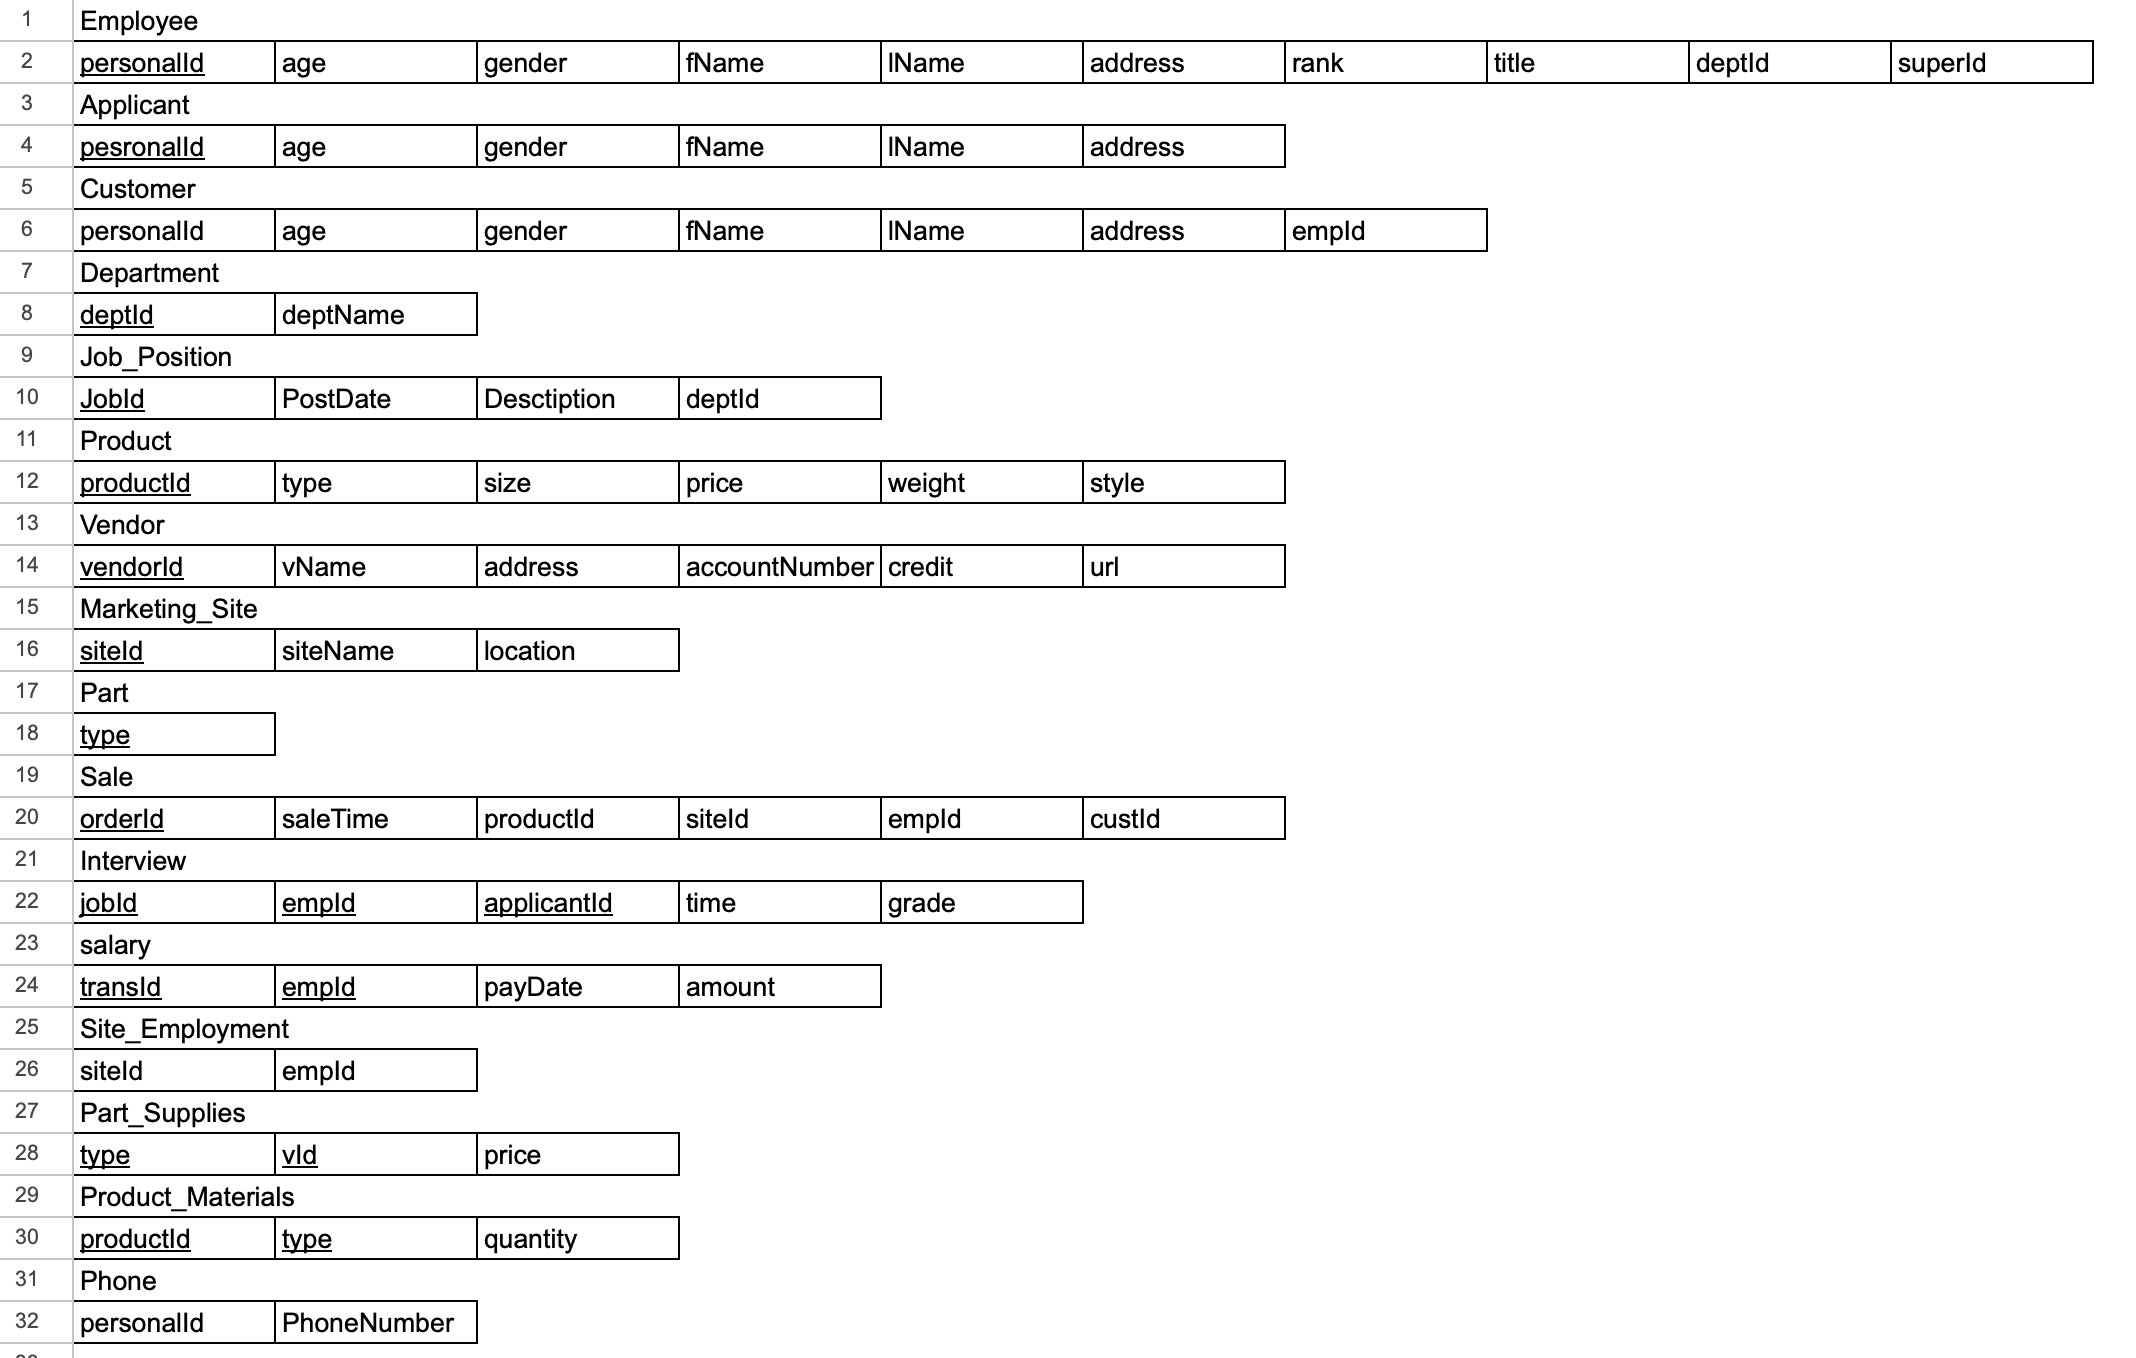 1 Employee
2 personalId age gender fName lName address rank title deptId superId
3 Applicant
4 pesronalId age gender fName lName address
5 Customer
6 personalId age gender fName lName address empId
7 Department
8 deptId deptName
9 Job_Position
10 JobId PostDate Desctiption deptId
11 Product
12 productId type size price weight style
13 Vendor
14 vendorId vName address accountNumber credit url
15 Marketing_Site
16 siteId siteName location
17 Part
18 type
19 Sale
20 orderId saleTime productId siteId empId custId
21 Interview
22 jobId empId applicantId time grade
23 salary
24 transId empId payDate amount
25 Site_Employment
26 siteId empId
27 Part_Supplies
28 type vId price
29 Product_Materials
30 productId type quantity
31 Phone
32 personalId PhoneNumber